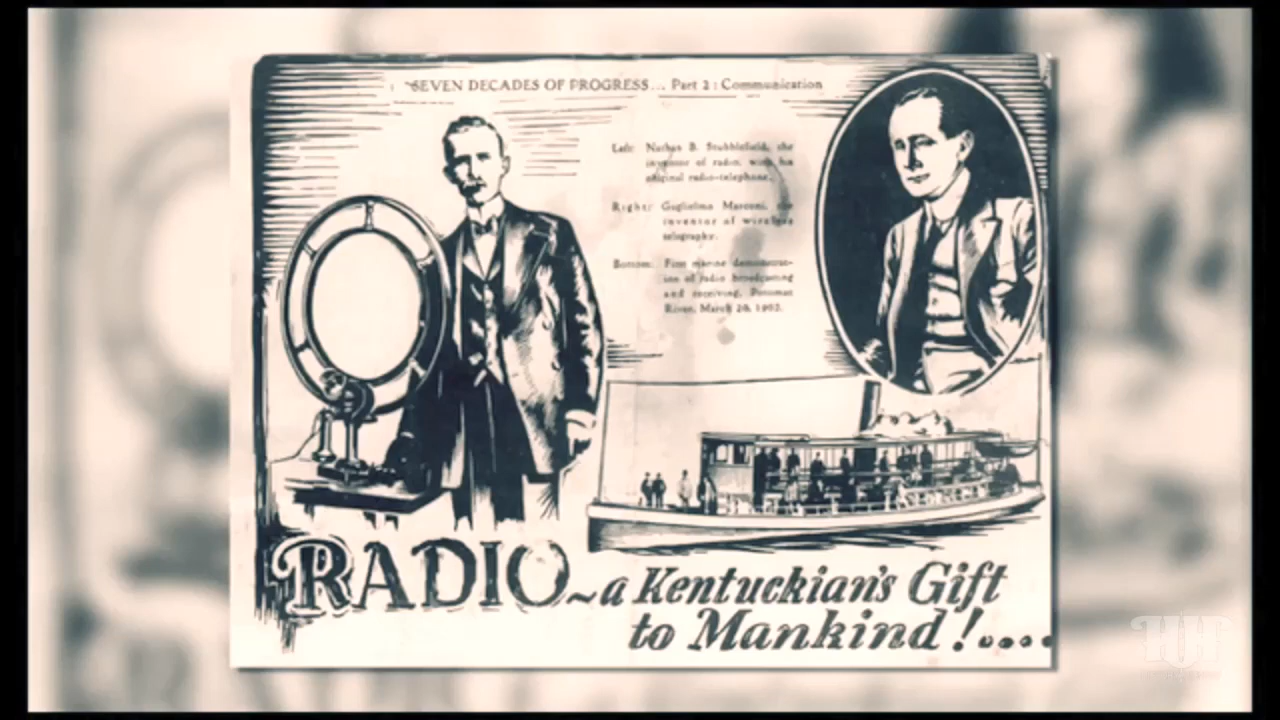 "SEVEN DECADES OF PROGRESS... Part 2: Communication
Left: Nathan B. Stubblefield, the
inventor of radio, with his
original radio-telephone.
Right: Guglielmo Marconi, the
inventor of wireless
telegraphy.
Bottom: First marine demonstrat-
ion of radio broadcasting
and receiving, Potomac
River, March 20, 1902.
RADIO~a Kentuckian's Gift
to Mankind!....